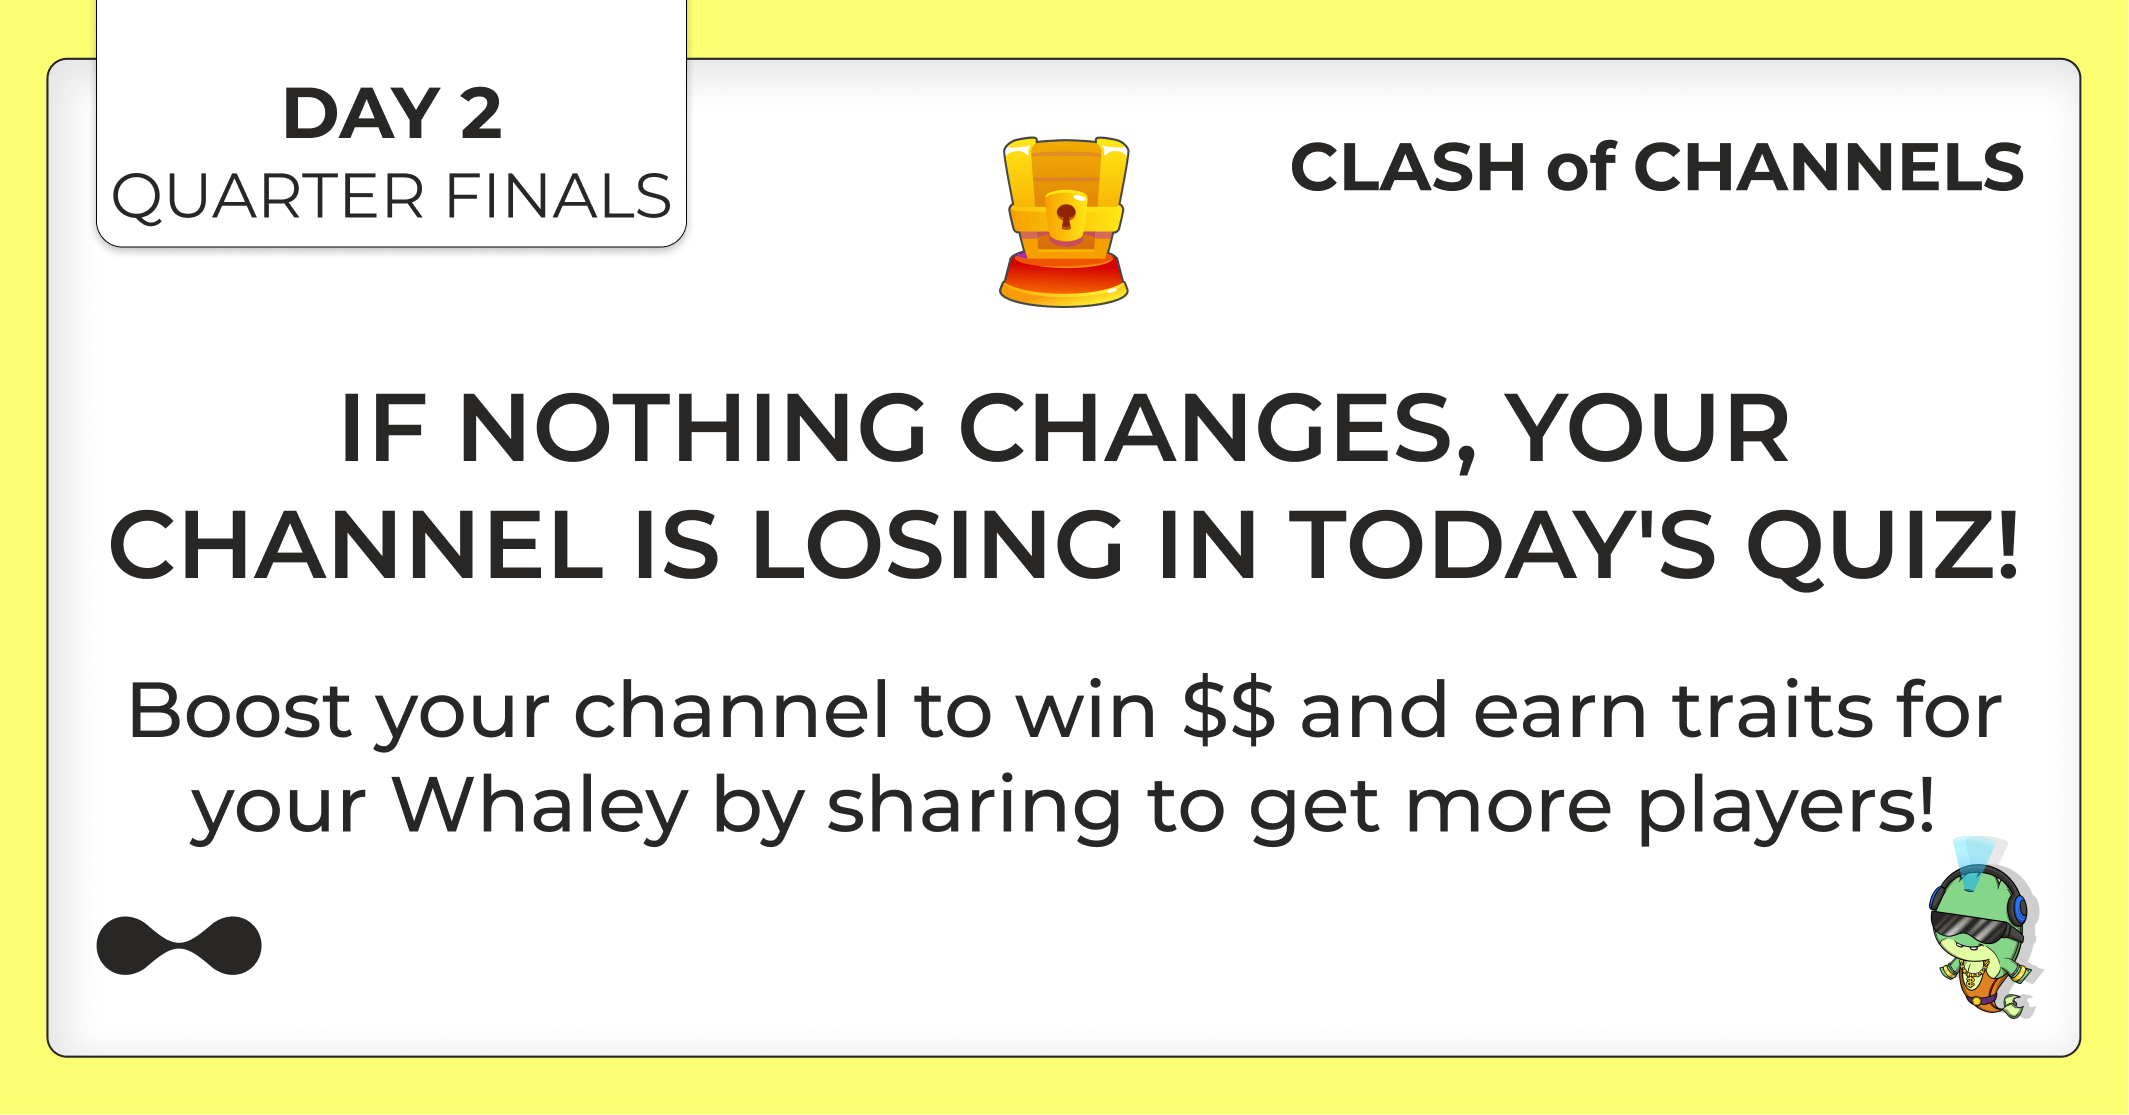 DAY 2
QUARTER FINALS
CLASH of CHANNELS
IF NOTHING CHANGES, YOUR
CHANNEL IS LOSING IN TODAY'S QUIZ!
Boost your channel to win $$ and earn traits for
your Whaley by sharing to get more players!